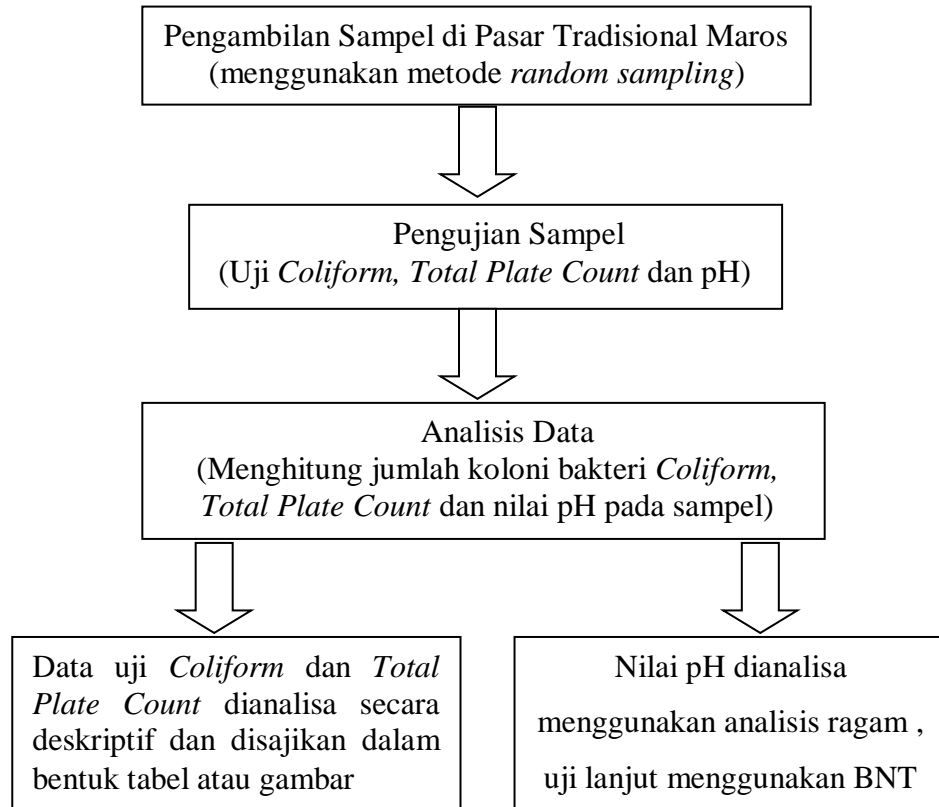 Pengambilan Sampel di Pasar Tradisional Maros
(menggunakan metode random sampling)
Pengujian Sampel
(Uji Coliform, Total Plate Count dan pH)
Analisis Data
(Menghitung jumlah koloni bakteri Coliform,
Total Plate Count dan nilai pH pada sampel)
Data uji Coliform dan Total
Plate Count dianalisa secara
deskriptif dan disajikan dalam
bentuk tabel atau gambar
Nilai pH dianalisa
menggunakan analisis ragam ,
uji lanjut menggunakan BNT